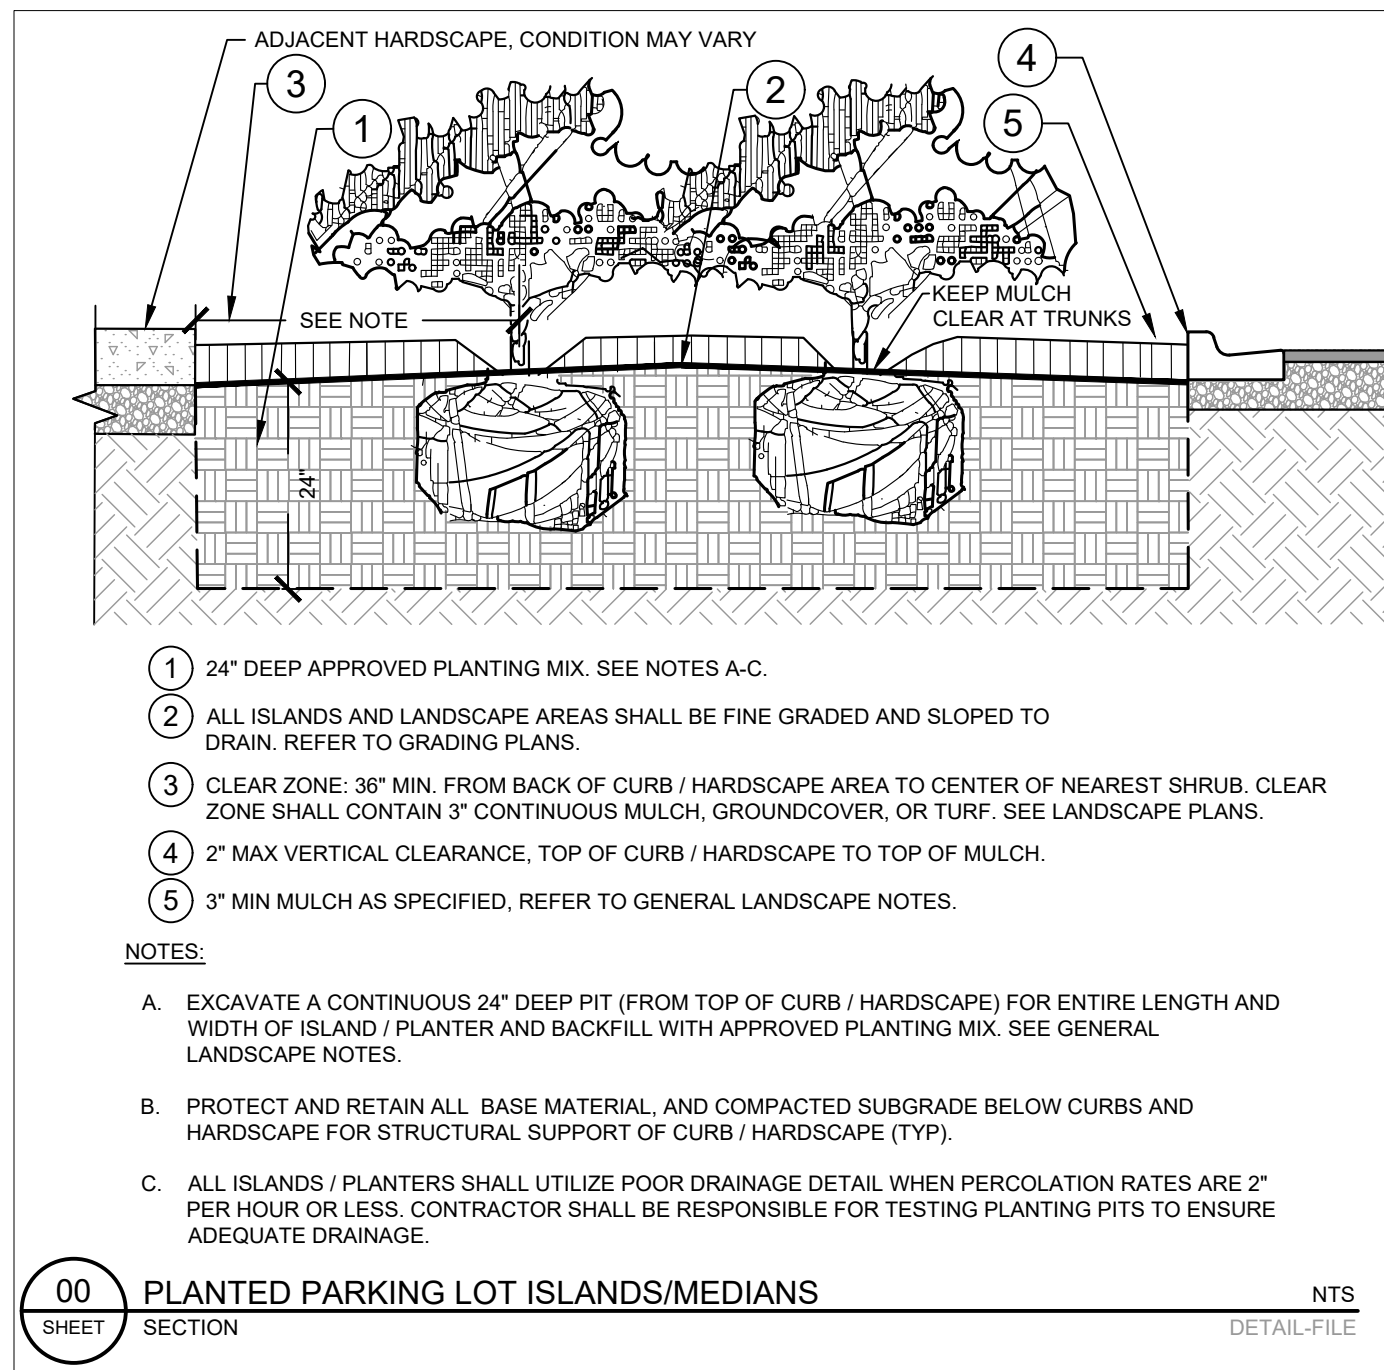 ADJACENT HARDSCAPE, CONDITION MAY VARY
3
1
2
4
5
SEE NOTE
KEEP MULCH
CLEAR AT TRUNKS
24"
1 24" DEEP APPROVED PLANTING MIX. SEE NOTES A-C.
2 ALL ISLANDS AND LANDSCAPE AREAS SHALL BE FINE GRADED AND SLOPED TO
DRAIN. REFER TO GRADING PLANS.
3 CLEAR ZONE: 36" MIN. FROM BACK OF CURB / HARDSCAPE AREA TO CENTER OF NEAREST SHRUB. CLEAR
ZONE SHALL CONTAIN 3" CONTINUOUS MULCH, GROUNDCOVER, OR TURF. SEE LANDSCAPE PLANS.
4 2" MAX VERTICAL CLEARANCE, TOP OF CURB / HARDSCAPE TO TOP OF MULCH.
5 3" MIN MULCH AS SPECIFIED, REFER TO GENERAL LANDSCAPE NOTES.
NOTES:
A. EXCAVATE A CONTINUOUS 24" DEEP PIT (FROM TOP OF CURB / HARDSCAPE) FOR ENTIRE LENGTH AND
WIDTH OF ISLAND / PLANTER AND BACKFILL WITH APPROVED PLANTING MIX. SEE GENERAL
LANDSCAPE NOTES.
B. PROTECT AND RETAIN ALL BASE MATERIAL, AND COMPACTED SUBGRADE BELOW CURBS AND
HARDSCAPE FOR STRUCTURAL SUPPORT OF CURB / HARDSCAPE (TYP).
C. ALL ISLANDS / PLANTERS SHALL UTILIZE POOR DRAINAGE DETAIL WHEN PERCOLATION RATES ARE 2"
PER HOUR OR LESS. CONTRACTOR SHALL BE RESPONSIBLE FOR TESTING PLANTING PITS TO ENSURE
ADEQUATE DRAINAGE.
00 PLANTED PARKING LOT ISLANDS/MEDIANS NTS
SHEET SECTION DETAIL-FILE